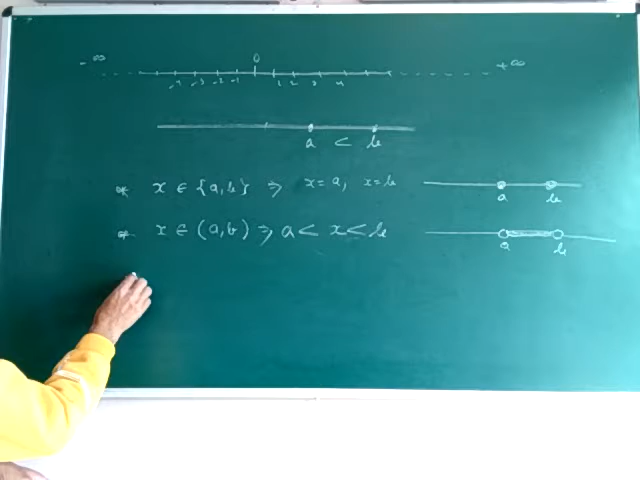 - ∞ 0 + ∞
-4 -3 -2 -1 1 2 3 4
a < b
* x ∈ {a,b} ⇒ x=a, x=b a b
* x ∈ (a,b) ⇒ a < x < b a b